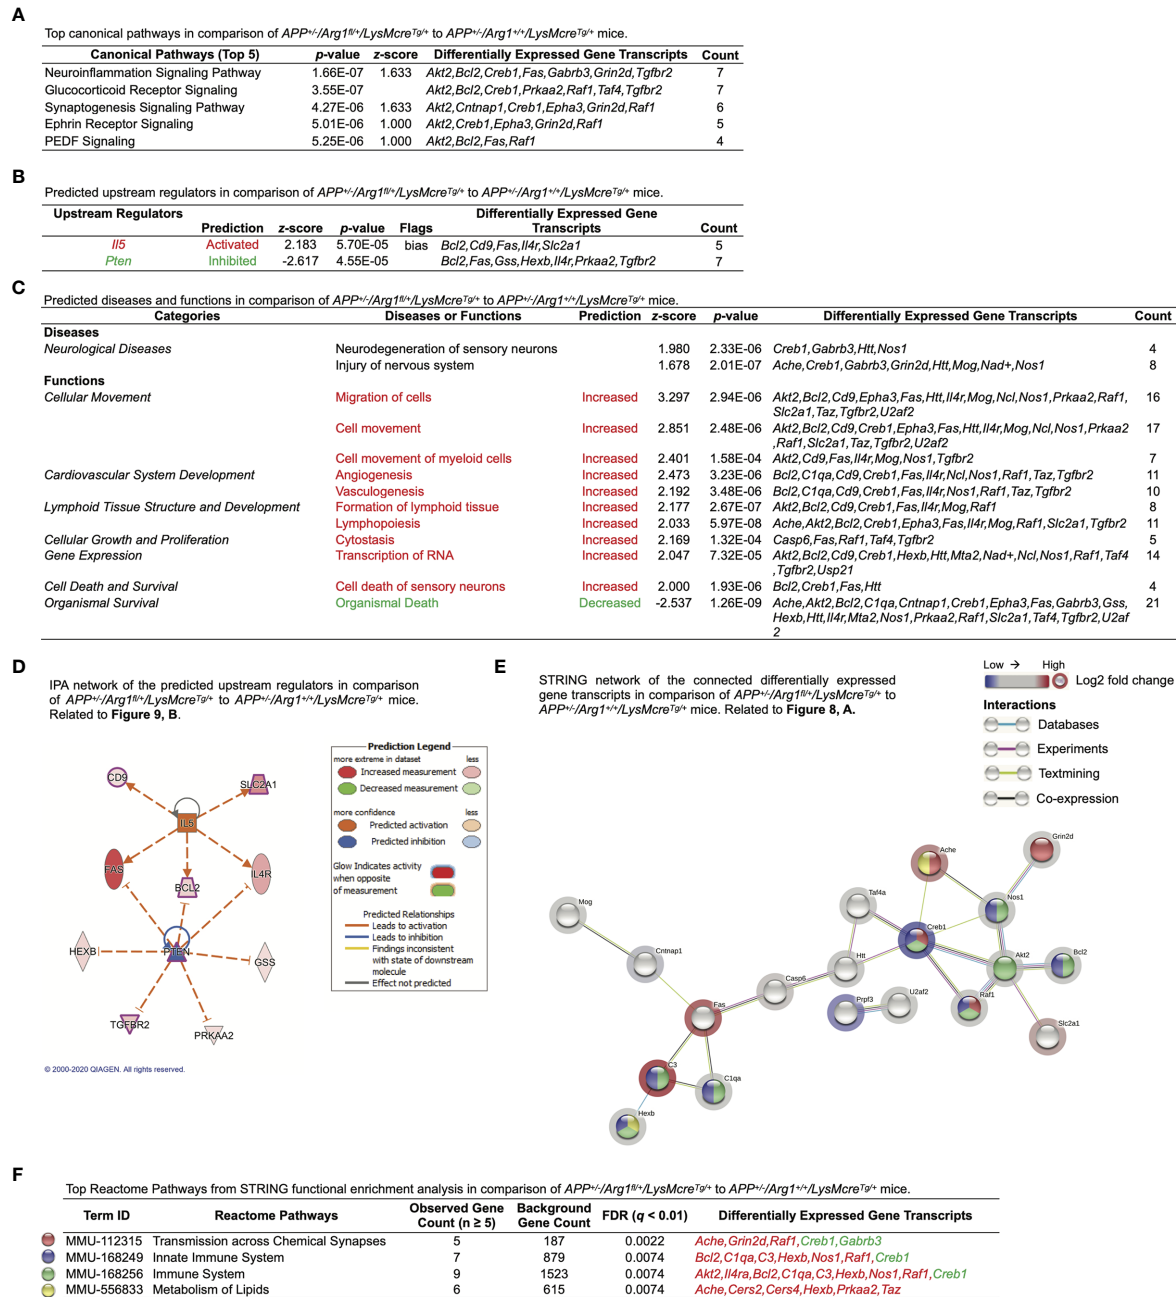 A
Top canonical pathways in comparison of APP+/-/Arg1fl/+/LysMcreTg/+ to APP+/-/Arg1+/+/LysMcreTg/+ mice.
Canonical Pathways (Top 5) p-value z-score Differentially Expressed Gene Transcripts Count
Neuroinflammation Signaling Pathway 1.66E-07 1.633 Akt2,Bcl2,Creb1,Fas,Gabrb3,Grin2d,Tgfbr2 7
Glucocorticoid Receptor Signaling 3.55E-07 Akt2,Bcl2,Creb1,Prkaa2,Raf1,Taf4,Tgfbr2 7
Synaptogenesis Signaling Pathway 4.27E-06 1.633 Akt2,Cntnap1,Creb1,Epha3,Grin2d,Raf1 6
Ephrin Receptor Signaling 5.01E-06 1.000 Akt2,Creb1,Epha3,Grin2d,Raf1 5
PEDF Signaling 5.25E-06 1.000 Akt2,Bcl2,Fas,Raf1 4
B
Predicted upstream regulators in comparison of APP+/-/Arg1fl/+/LysMcreTg/+ to APP+/-/Arg1+/+/LysMcreTg/+ mice.
Upstream Regulators Differentially Expressed Gene
Prediction z-score p-value Flags Transcripts Count
Il5 Activated 2.183 5.70E-05 bias Bcl2,Cd9,Fas,Il4r,Slc2a1 5
Pten Inhibited -2.617 4.55E-05 Bcl2,Fas,Gss,Hexb,Il4r,Prkaa2,Tgfbr2 7
C
Predicted diseases and functions in comparison of APP+/-/Arg1fl/+/LysMcreTg/+ to APP+/-/Arg1+/+/LysMcreTg/+ mice.
Categories Diseases or Functions Prediction z-score p-value Differentially Expressed Gene Transcripts Count
Diseases
Neurological Diseases Neurodegeneration of sensory neurons 1.980 2.33E-06 Creb1,Gabrb3,Htt,Nos1 4
Injury of nervous system 1.678 2.01E-07 Ache,Creb1,Gabrb3,Grin2d,Htt,Mog,Nad+,Nos1 8
Functions
Cellular Movement Migration of cells Increased 3.297 2.94E-06 Akt2,Bcl2,Cd9,Epha3,Fas,Htt,Il4r,Mog,Ncl,Nos1,Prkaa2,Raf1, 16
Slc2a1,Taz,Tgfbr2,U2af2
Cell movement Increased 2.851 2.48E-06 Akt2,Bcl2,Cd9,Creb1,Epha3,Fas,Htt,Il4r,Mog,Ncl,Nos1,Prkaa2 17
,Raf1,Slc2a1,Taz,Tgfbr2,U2af2
Cell movement of myeloid cells Increased 2.401 1.58E-04 Akt2,Cd9,Fas,Il4r,Mog,Nos1,Tgfbr2 7
Cardiovascular System Development Angiogenesis Increased 2.473 3.23E-06 Bcl2,C1qa,Cd9,Creb1,Fas,Il4r,Ncl,Nos1,Raf1,Taz,Tgfbr2 11
Vasculogenesis Increased 2.192 3.48E-06 Bcl2,C1qa,Cd9,Creb1,Fas,Il4r,Nos1,Raf1,Taz,Tgfbr2 10
Lymphoid Tissue Structure and Development Formation of lymphoid tissue Increased 2.177 2.67E-07 Akt2,Bcl2,Cd9,Creb1,Fas,Il4r,Mog,Raf1 8
Lymphopoiesis Increased 2.033 5.97E-08 Ache,Akt2,Bcl2,Creb1,Epha3,Fas,Il4r,Mog,Raf1,Slc2a1,Tgfbr2 11
Cellular Growth and Proliferation Cytostasis Increased 2.169 1.32E-04 Casp6,Fas,Raf1,Taf4,Tgfbr2 5
Gene Expression Transcription of RNA Increased 2.047 7.32E-05 Akt2,Bcl2,Cd9,Creb1,Hexb,Htt,Mta2,Nad+,Ncl,Nos1,Raf1,Taf4 14
,Tgfbr2,Usp21
Cell Death and Survival Cell death of sensory neurons Increased 2.000 1.93E-06 Bcl2,Creb1,Fas,Htt 4
Organismal Survival Organismal Death Decreased -2.537 1.26E-09 Ache,Akt2,Bcl2,C1qa,Cntnap1,Creb1,Epha3,Fas,Gabrb3,Gss, 21
Hexb,Htt,Il4r,Mta2,Nos1,Prkaa2,Raf1,Slc2a1,Taf4,Tgfbr2,U2af
2
D
IPA network of the predicted upstream regulators in comparison
of APP+/-/Arg1fl/+/LysMcreTg/+ to APP+/-/Arg1+/+/LysMcreTg/+ mice.
Related to Figure 9, B.
CD9
SLC2A1
IL5
FAS
BCL2
IL4R
HEXB
PTEN
GSS
TGFBR2
PRKAA2
Prediction Legend
more extreme in dataset less
Increased measurement
Decreased measurement
more confidence less
Predicted activation
Predicted inhibition
Glow Indicates activity
when opposite
of measurement
Predicted Relationships
Leads to activation
Leads to inhibition
Findings inconsistent
with state of downstream
molecule
Effect not predicted
© 2000-2020 QIAGEN. All rights reserved.
E
STRING network of the connected differentially expressed
gene transcripts in comparison of APP+/-/Arg1fl/+/LysMcreTg/+ to
APP+/-/Arg1+/+/LysMcreTg/+ mice. Related to Figure 8, A.
Low → High
Log2 fold change
Interactions
Databases
Experiments
Textmining
Co-expression
Grin2d
Ache
Taf4a
Nos1
Mog
Creb1
Cntnap1
Htt
Akt2
Bcl2
Casp6
Prpf3
U2af2
Raf1
Fas
Slc2a1
C3
C1qa
Hexb
F
Top Reactome Pathways from STRING functional enrichment analysis in comparison of APP+/-/Arg1fl/+/LysMcreTg/+ to APP+/-/Arg1+/+/LysMcreTg/+ mice.
Term ID Reactome Pathways Observed Gene Count (n ≥ 5) Background Gene Count FDR (q < 0.01) Differentially Expressed Gene Transcripts
MMU-112315 Transmission across Chemical Synapses 5 187 0.0022 Ache,Grin2d,Raf1,Creb1,Gabrb3
MMU-168249 Innate Immune System 7 879 0.0074 Bcl2,C1qa,C3,Hexb,Nos1,Raf1,Creb1
MMU-168256 Immune System 9 1523 0.0074 Akt2,Il4ra,Bcl2,C1qa,C3,Hexb,Nos1,Raf1,Creb1
MMU-556833 Metabolism of Lipids 6 615 0.0074 Ache,Cers2,Cers4,Hexb,Prkaa2,Taz